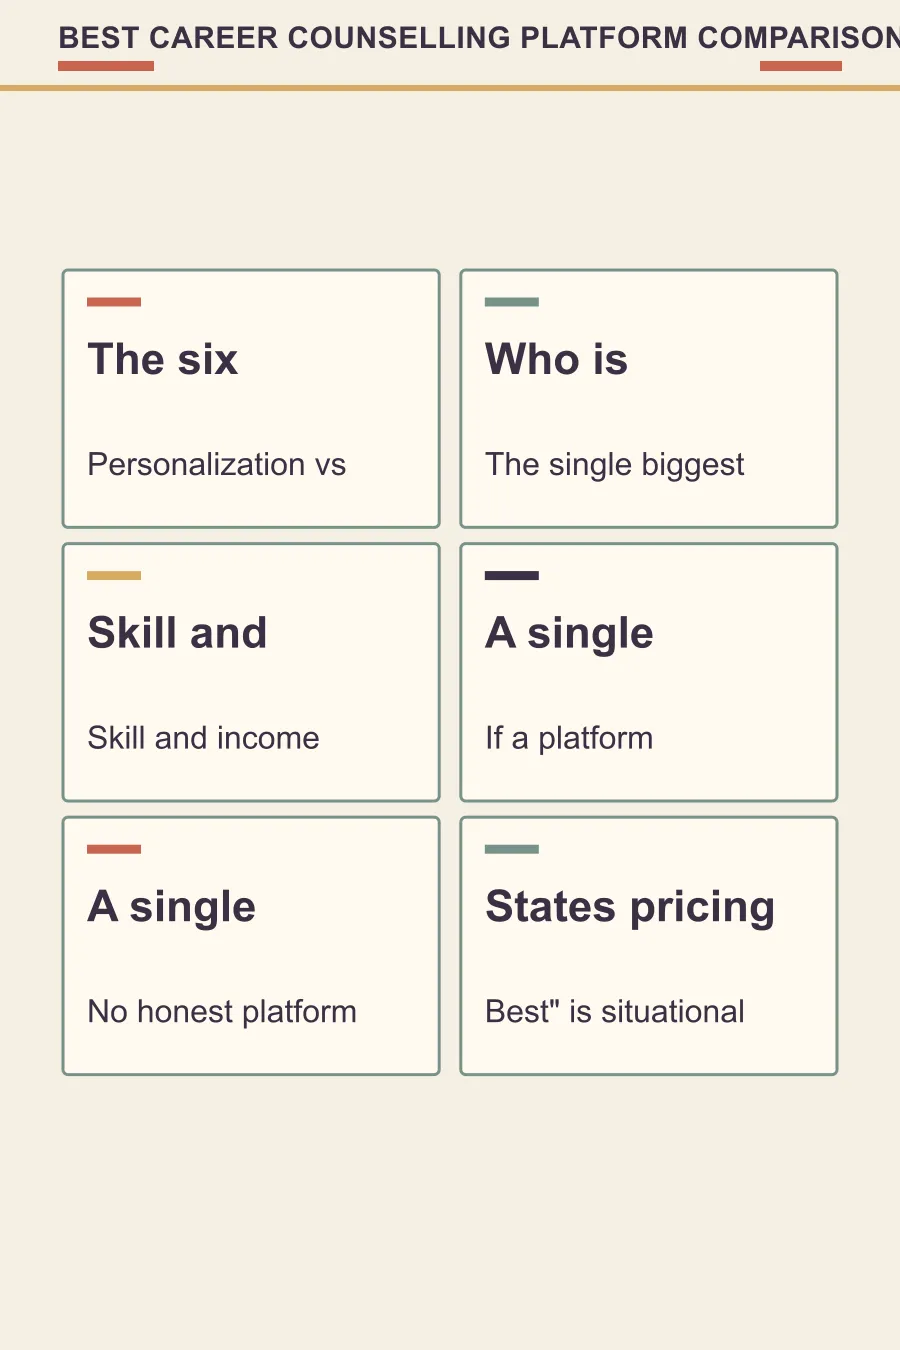 BEST CAREER COUNSELLING PLATFORM COMPARISON
The six
Personalization vs
Who is
The single biggest
Skill and
Skill and income
A single
If a platform
A single
No honest platform
States pricing
Best" is situational